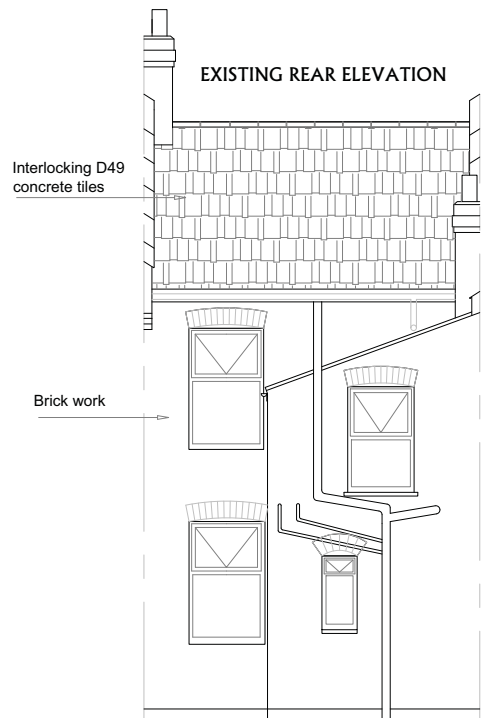 EXISTING REAR ELEVATION
Interlocking D49
concrete tiles
Brick work